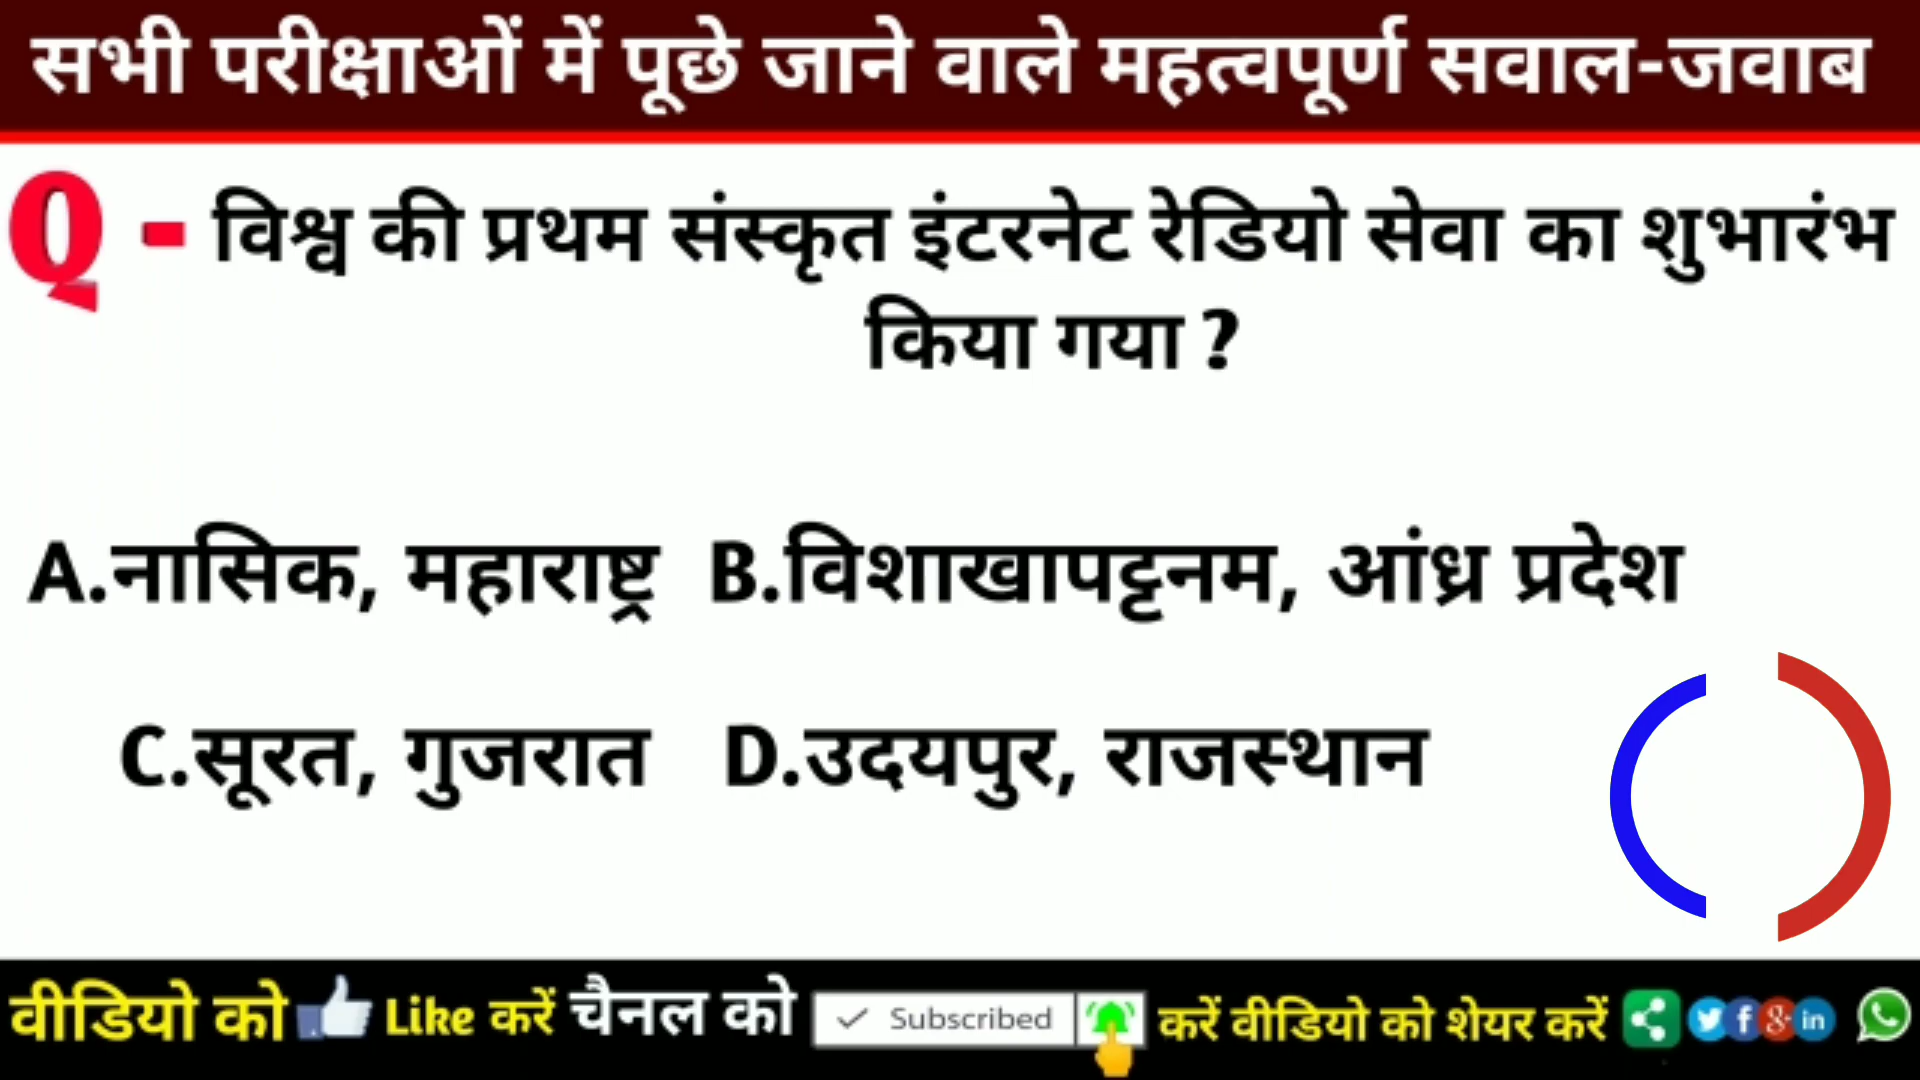 सभी परीक्षाओं में पूछे जाने वाले महत्वपूर्ण सवाल-जवाब
Q - विश्व की प्रथम संस्कृत इंटरनेट रेडियो सेवा का शुभारंभ
किया गया ?
A.नासिक, महाराष्ट्र B.विशाखापट्टनम, आंध्र प्रदेश
C.सूरत, गुजरात D.उदयपुर, राजस्थान
वीडियो को Like करें चैनल को Subscribed करें वीडियो को शेयर करें